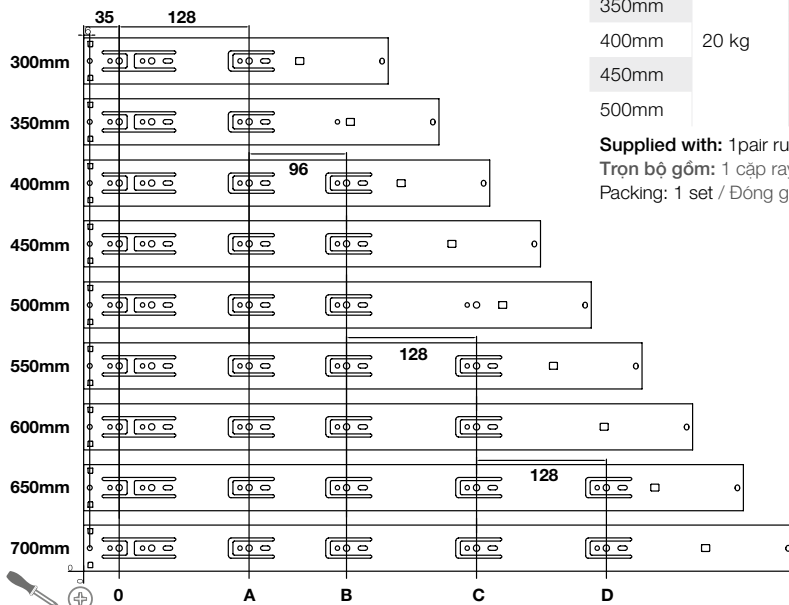 35 128
350mm
300mm
400mm 20 kg
450mm
350mm
500mm
96
Supplied with: 1pair ru
Trọn bộ gồm: 1 cặp ray
400mm
Packing: 1 set / Đóng g
450mm
500mm
128
550mm
600mm
128
650mm
700mm
0 A B C D